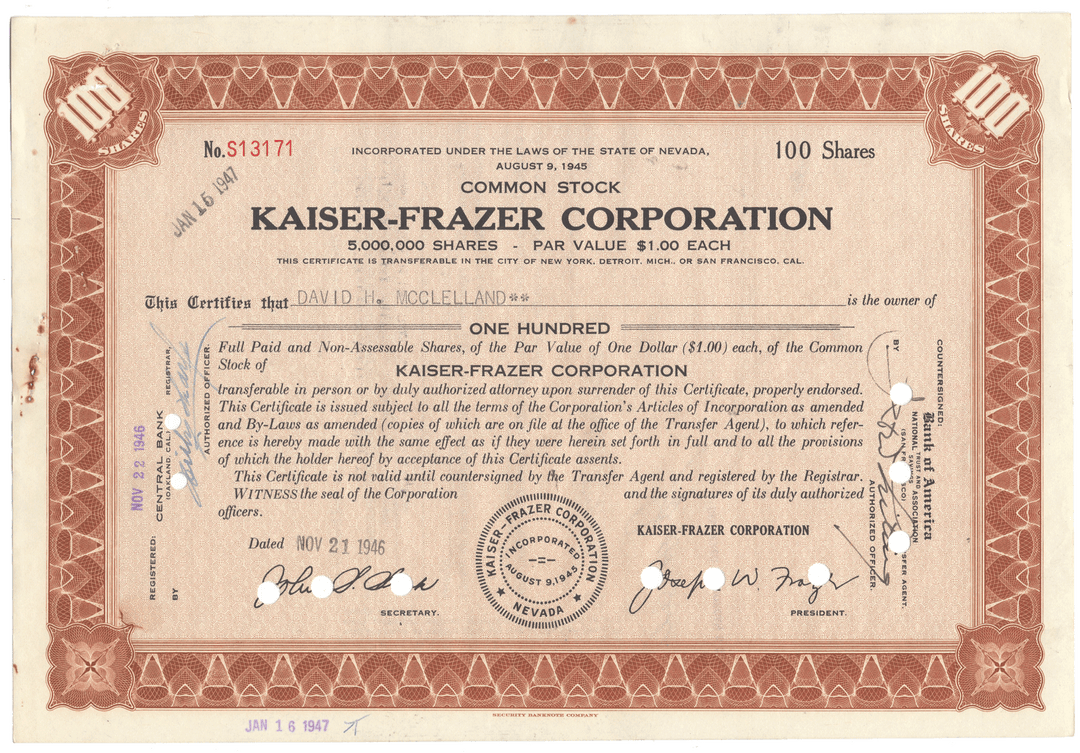 100
SHARES
100
SHARES
No. S13171
INCORPORATED UNDER THE LAWS OF THE STATE OF NEVADA,
100 Shares
AUGUST 9, 1945
JAN 15 1947
COMMON STOCK
KAISER-FRAZER CORPORATION
5,000,000 SHARES - PAR VALUE $1.00 EACH
THIS CERTIFICATE IS TRANSFERABLE IN THE CITY OF NEW YORK, DETROIT, MICH., OR SAN FRANCISCO, CAL.
This Certifies that DAVID H. MCCLELLAND** is the owner of
ONE HUNDRED
Full Paid and Non-Assessable Shares, of the Par Value of One Dollar ($1.00) each, of the Common
Stock of
KAISER-FRAZER CORPORATION
transferable in person or by duly authorized attorney upon surrender of this Certificate, properly endorsed.
This Certificate is issued subject to all the terms of the Corporation's Articles of Incorporation as amended
and By-Laws as amended (copies of which are on file at the office of the Transfer Agent), to which refer-
ence is hereby made with the same effect as if they were herein set forth in full and to all the provisions
of which the holder hereof by acceptance of this Certificate assents.
This Certificate is not valid until countersigned by the Transfer Agent and registered by the Registrar.
WITNESS the seal of the Corporation and the signatures of its duly authorized
officers.
KAISER-FRAZER CORPORATION
Dated NOV 21 1946
KAISER-FRAZER CORPORATION
INCORPORATED
AUGUST 9, 1945
NEVADA
SECRETARY.
Joseph W. Frazer
PRESIDENT.
NOV 22 1946
REGISTERED:
CENTRAL BANK
(OAKLAND, CAL.) REGISTRAR,
BY
AUTHORIZED OFFICER.
COUNTERSIGNED:
Bank of America
NATIONAL TRUST AND SAVINGS ASSOCIATION
(SAN FRANCISCO) TRANSFER AGENT.
BY
AUTHORIZED OFFICER.
SECURITY BANKNOTE COMPANY
JAN 16 1947